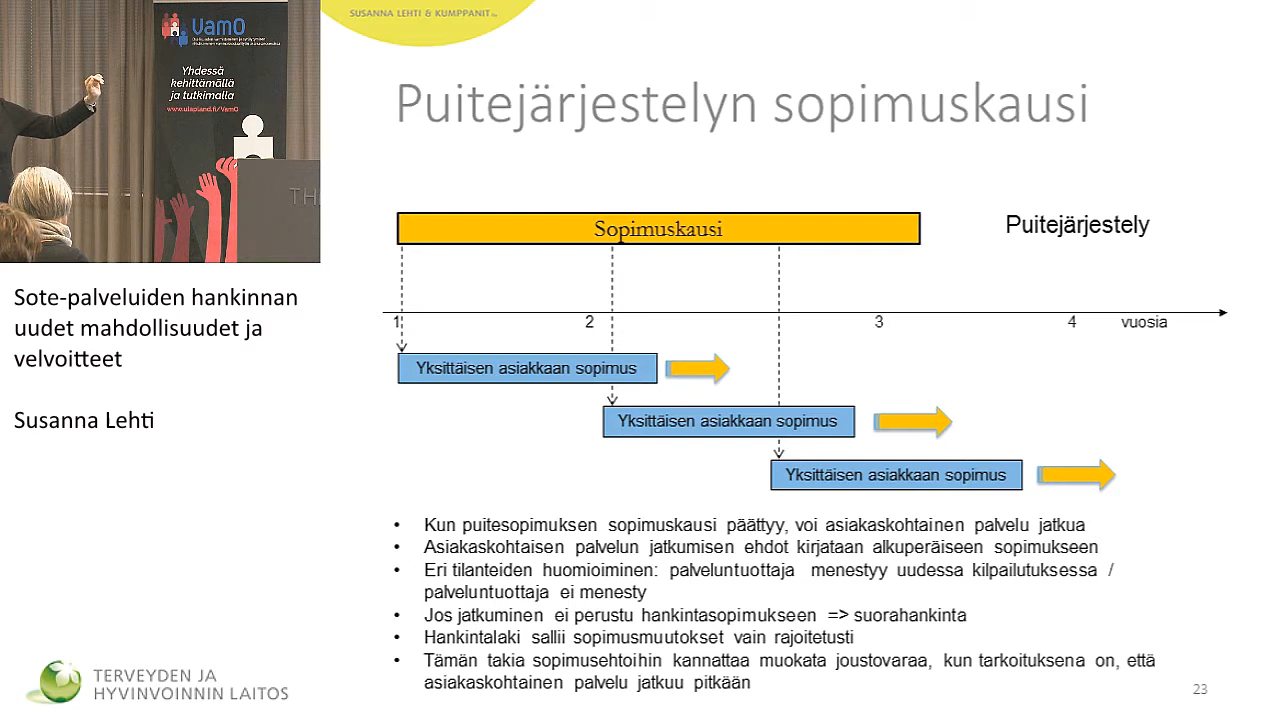 SUSANNA LEHTI & KUMPPANIT
VamO
Yhdessä
kehittämällä
ja tutkimalla
www.ulapland.fi/VamO
Puitejärjestelyn sopimuskausi
Sopimuskausi
Puitejärjestely
1
2
3
4
vuosia
Yksittäisen asiakkaan sopimus
Yksittäisen asiakkaan sopimus
Yksittäisen asiakkaan sopimus
Sote-palveluiden hankinnan
uudet mahdollisuudet ja
velvoitteet
Susanna Lehti
• Kun puitesopimuksen sopimuskausi päättyy, voi asiakaskohtainen palvelu jatkua
• Asiakaskohtaisen palvelun jatkumisen ehdot kirjataan alkuperäiseen sopimukseen
• Eri tilanteiden huomioiminen: palveluntuottaja menestyy uudessa kilpailutuksessa /
palveluntuottaja ei menesty
• Jos jatkuminen ei perustu hankintasopimukseen => suorahankinta
• Hankintalaki sallii sopimusmuutokset vain rajoitetusti
• Tämän takia sopimusehtoihin kannattaa muokata joustovaraa, kun tarkoituksena on, että
asiakaskohtainen palvelu jatkuu pitkään
TERVEYDEN JA
HYVINVOINNIN LAITOS
23